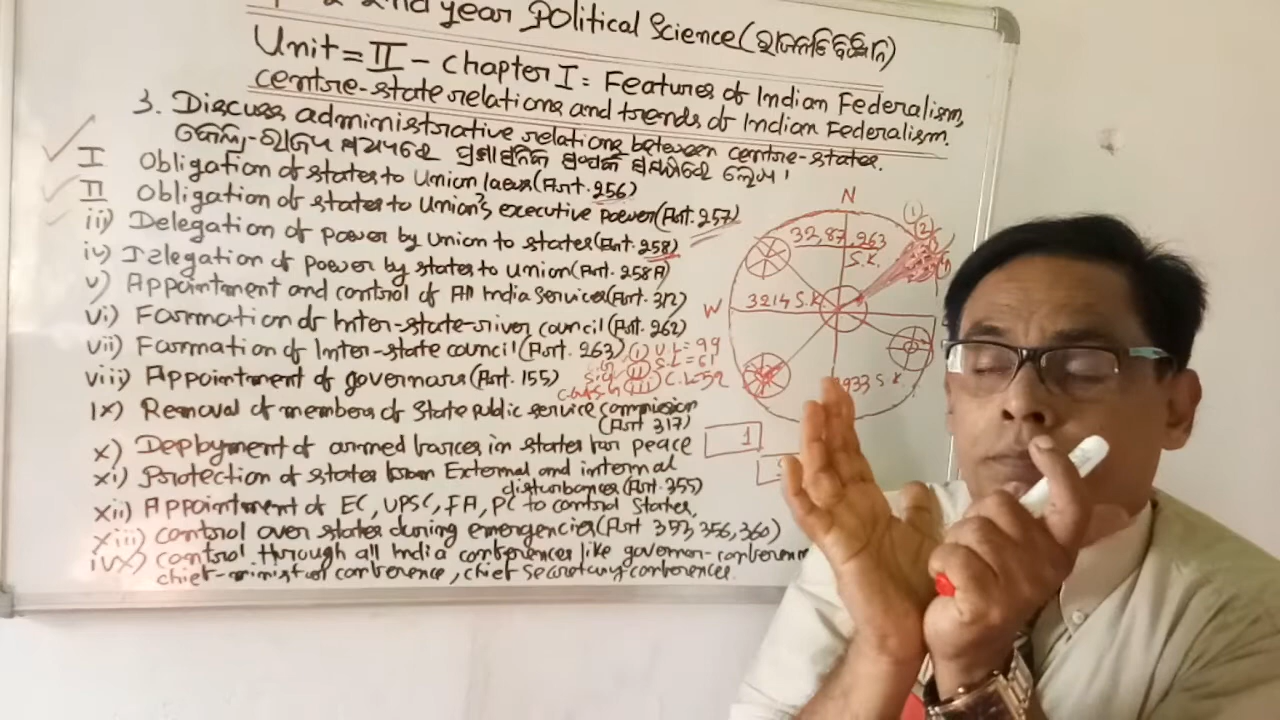 2nd year Political Science (ରାଜନୀତି ବିଜ୍ଞାନ)
Unit = II - Chapter I : Features of Indian Federalism,
centre-state relations and trends of Indian Federalism.
3. Discuss administrative relations between centre-states.
କେନ୍ଦ୍ର-ରାଜ୍ୟ ମଧ୍ୟରେ ପ୍ରଶାସନିକ ସମ୍ପର୍କ
I Obligation of states to Union laws (Art. 256)
II Obligation of states to Union's executive power (Art. 257)
iii) Delegation of power by Union to states (Art. 258)
iv) Delegation of power by states to Union (Art. 258A)
v) Appointment and control of All India Services (Art. 312)
vi) Formation of Inter-state-river council (Art. 262)
vii) Formation of Inter-state council (Art. 263)
viii) Appointment of governors (Art. 155)
ix) Removal of members of State public service commission
(Art 317)
x) Deployment of armed forces in states for peace
xi) Protection of states from External and internal
disturbances (Art. 355)
xii) Appointment of EC, UPSC, FA, PC to control states,
xiii) control over states during emergencies (Art 353, 356, 360)
ivx) control through all India conferences like governor-conferen
chief-minister conference, chief secretary conferences.
(i) U.L = 99
(ii) S.L = 61
(iii) C.L = 52
N
W
32,87,263
S.K.
3214 S.K
933 S.K.
(1)
(2)
1